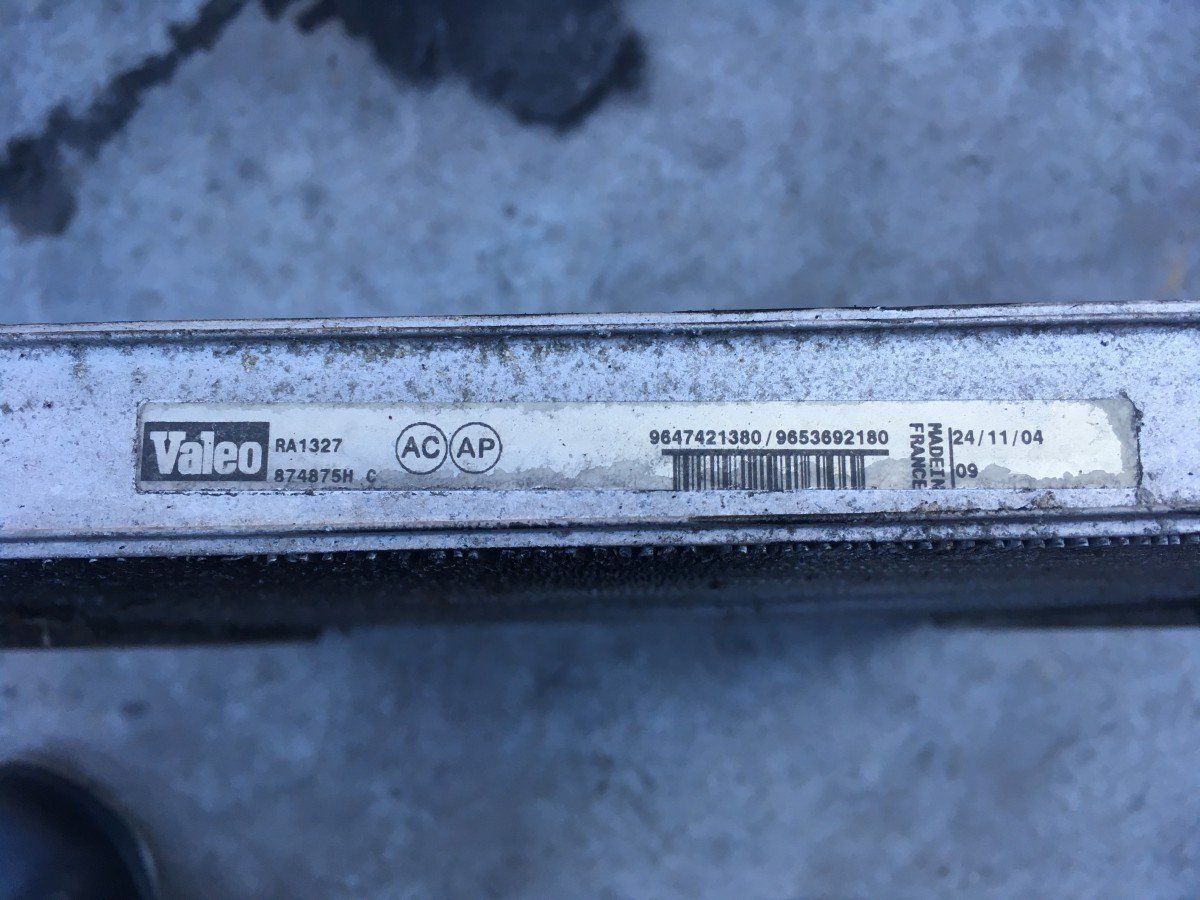 Valeo
RA1327
874875H C
AC AP
9647421380/9653692180
MADE IN
FRANCE
24/11/04
09